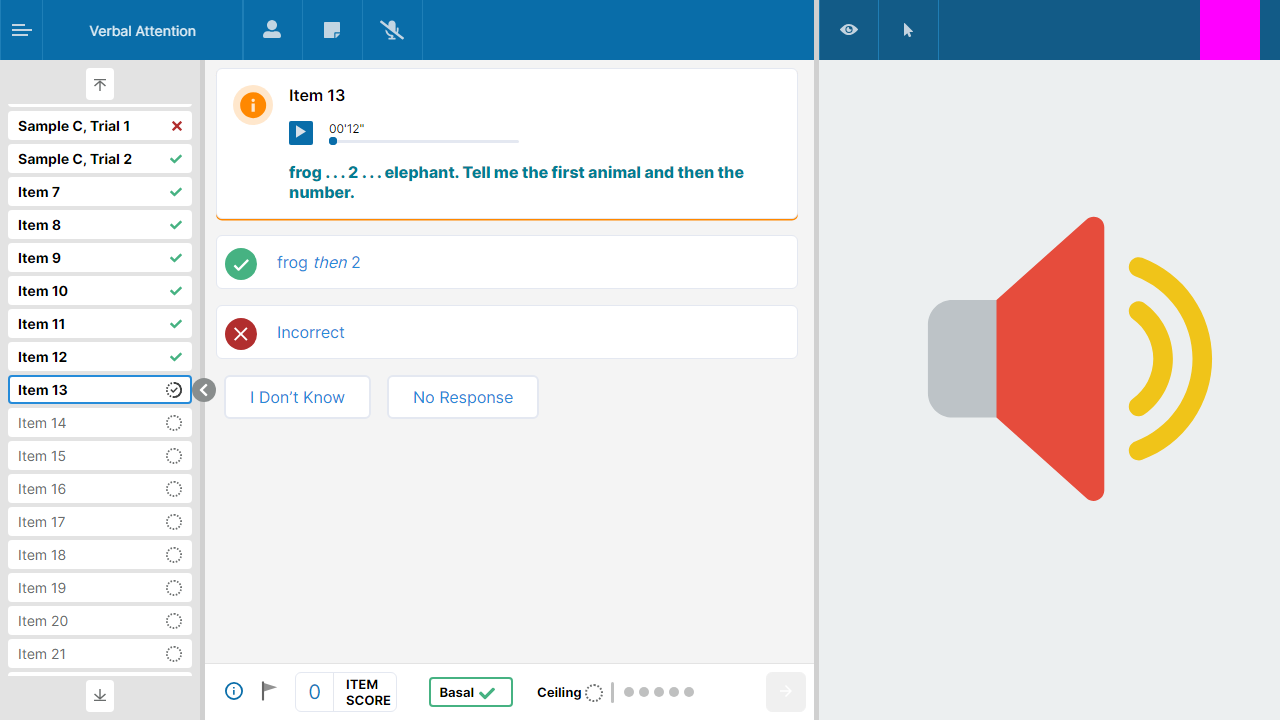 Verbal Attention
Sample C, Trial 1
Sample C, Trial 2
Item 7
Item 8
Item 9
Item 10
Item 11
Item 12
Item 13
Item 14
Item 15
Item 16
Item 17
Item 18
Item 19
Item 20
Item 21
Item 13
00'12"
frog . . . 2 . . . elephant. Tell me the first animal and then the
number.
frog then 2
Incorrect
I Don’t Know
No Response
0
ITEM
SCORE
Basal
Ceiling